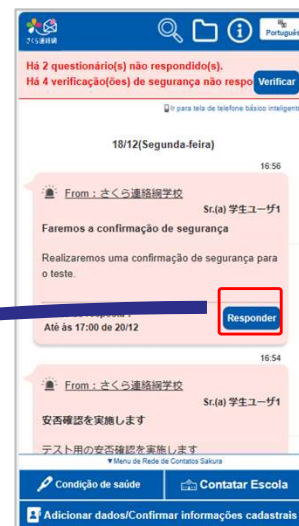 さくら連絡網
Português
Há 2 questionário(s) não respondido(s).
Há 4 verificação(ões) de segurança não respo
Verificar
Ir para tela de telefone básico inteligente
18/12(Segunda-feira)
16:56
From：さくら連絡網学校
Sr.(a) 学生ユーザ1
Faremos a confirmação de segurança
Realizaremos uma confirmação de segurança para
o teste.
Até às 17:00 de 20/12
Responder
16:54
From：さくら連絡網学校
Sr.(a) 学生ユーザ1
安否確認を実施します
テスト用の安否確認を実施します
▼Menu de Rede de Contatos Sakura
Condição de saúde
Contatar Escola
Adicionar dados/Confirmar informações cadastrais